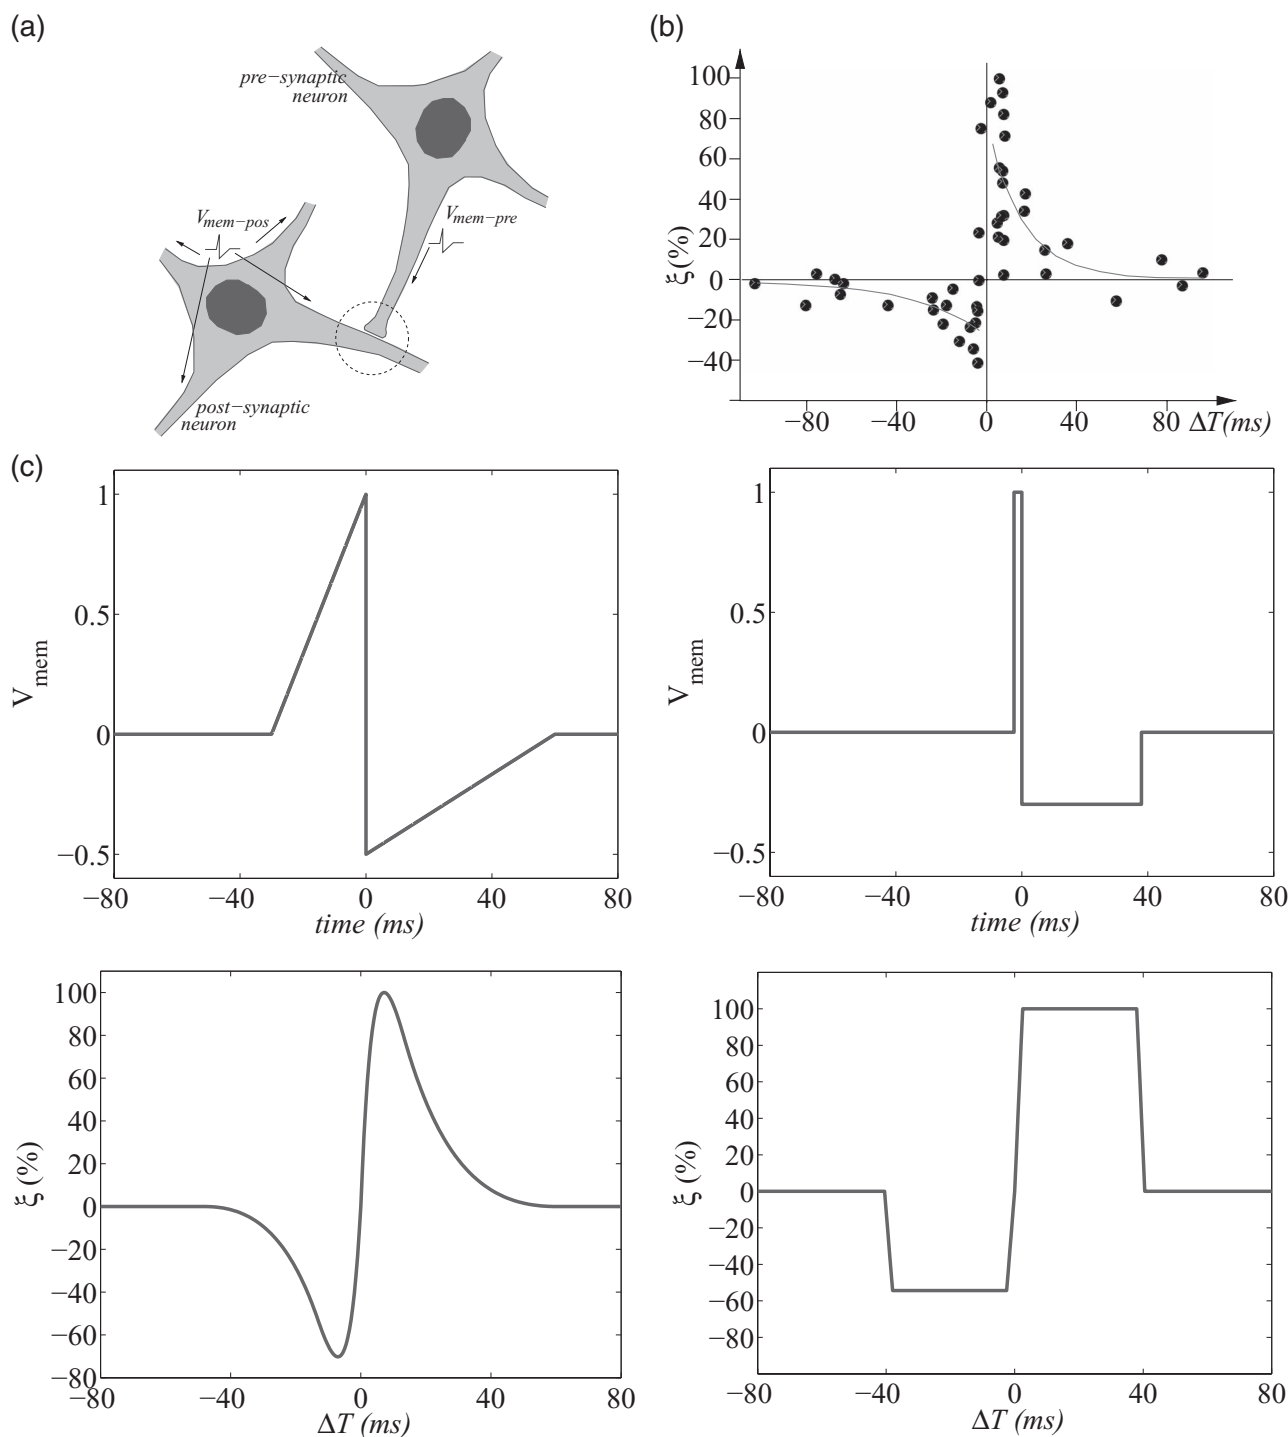 (a)
pre−synaptic
neuron
V_mem−pre
V_mem−pos
post−synaptic
neuron
(b)
100
80
60
40
20
0
−20
−40
ξ(%)
−80 −40 0 40 80 ΔT(ms)
(c)
1
0.5
0
−0.5
V_mem
−80 −40 0 40 80
time (ms)
1
0.5
0
−0.5
V_mem
−80 −40 0 40 80
time (ms)
100
80
60
40
20
0
−20
−40
−60
−80
ξ (%)
−80 −40 0 40 80
ΔT (ms)
100
80
60
40
20
0
−20
−40
−60
−80
ξ (%)
−80 −40 0 40 80
ΔT (ms)